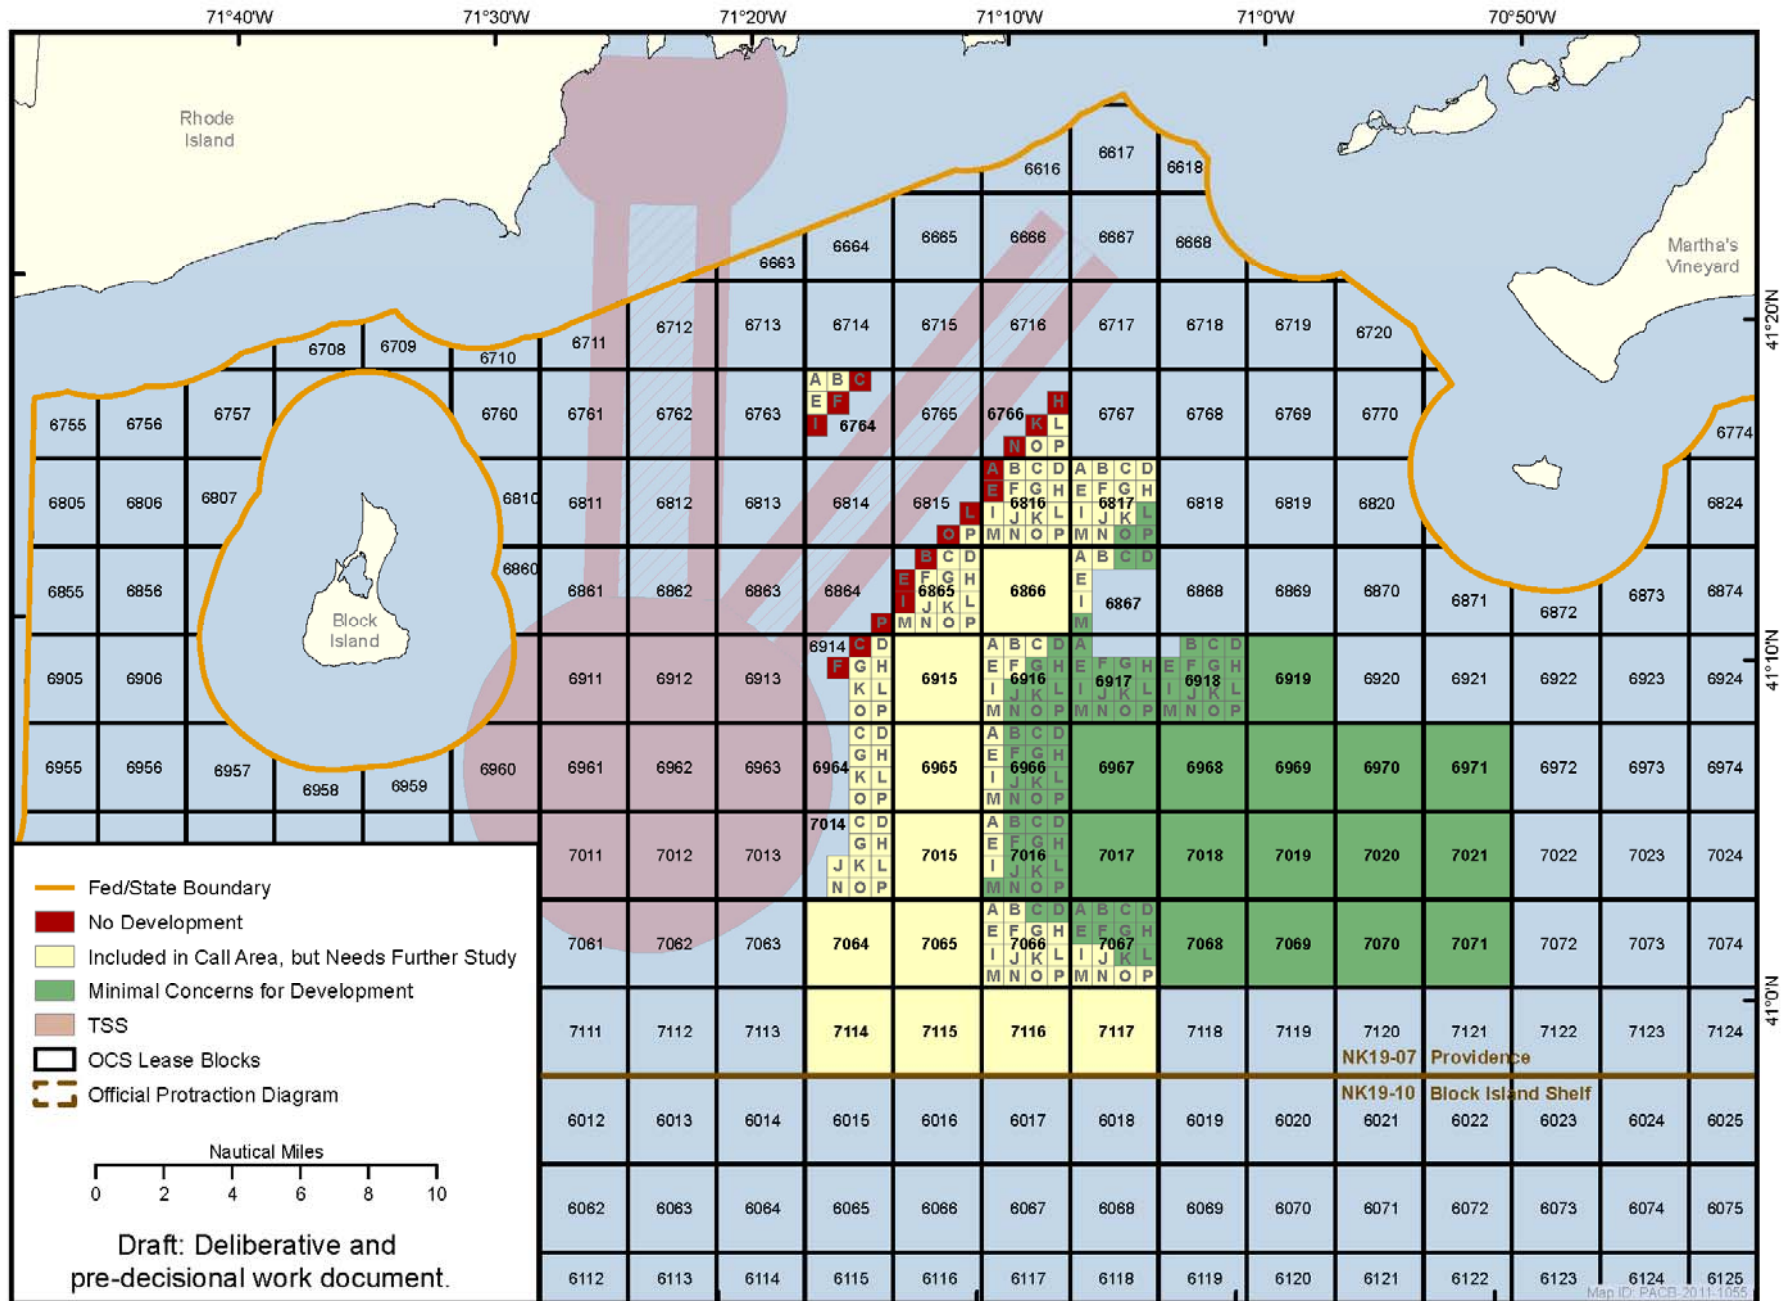 71°40'W 71°30'W 71°20'W 71°10'W 71°0'W 70°50'W
Rhode
Island
Martha's
Vineyard
Block
Island
41°20'N
41°10'N
41°0'N
6616 6617 6618
6663 6664 6665 6666 6667 6668
6708 6709 6710 6711 6712 6713 6714 6715 6716 6717 6718 6719 6720
A B C
E F
I
H
K L
N O P
6755 6756 6757 6760 6761 6762 6763 6764 6765 6766 6767 6768 6769 6770 6774
A B C D A B C D
E F G H E F G H
L I J K L I J K L
O P M N O P M N O P
6805 6806 6807 6810 6811 6812 6813 6814 6815 6816 6817 6818 6819 6820 6824
B C D A B C D
E F G H E
I J K L I
P M N O P M
6855 6856 6860 6861 6862 6863 6864 6865 6866 6867 6868 6869 6870 6871 6872 6873 6874
C D A B C D A B C D
F G H E F G H E F G H E F G H
K L I J K L I J K L I J K L
O P M N O P M N O P M N O P
6905 6906 6911 6912 6913 6914 6915 6916 6917 6918 6919 6920 6921 6922 6923 6924
C D A B C D
G H E F G H
K L I J K L
O P M N O P
6955 6956 6957 6958 6959 6960 6961 6962 6963 6964 6965 6966 6967 6968 6969 6970 6971 6972 6973 6974
C D A B C D
G H E F G H
J K L I J K L
N O P M N O P
7011 7012 7013 7014 7015 7016 7017 7018 7019 7020 7021 7022 7023 7024
A B C D A B C D
E F G H E F G H
I J K L I J K L
M N O P M N O P
7061 7062 7063 7064 7065 7066 7067 7068 7069 7070 7071 7072 7073 7074
7111 7112 7113 7114 7115 7116 7117 7118 7119 7120 7121 7122 7123 7124
NK19-07 Providence
NK19-10 Block Island Shelf
6012 6013 6014 6015 6016 6017 6018 6019 6020 6021 6022 6023 6024 6025
6062 6063 6064 6065 6066 6067 6068 6069 6070 6071 6072 6073 6074 6075
6112 6113 6114 6115 6116 6117 6118 6119 6120 6121 6122 6123 6124 6125
Fed/State Boundary
No Development
Included in Call Area, but Needs Further Study
Minimal Concerns for Development
TSS
OCS Lease Blocks
Official Protraction Diagram
Nautical Miles
0 2 4 6 8 10
Draft: Deliberative and
pre-decisional work document.
Map ID: PACB-2011-1055